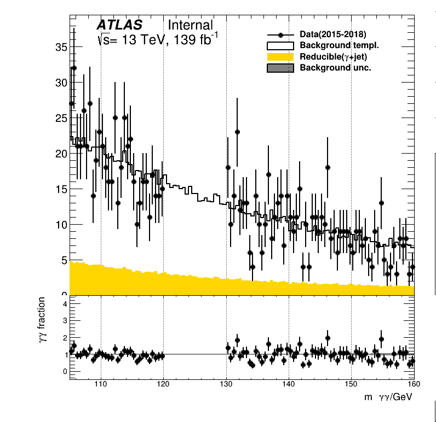 ATLAS Internal
√s= 13 TeV, 139 fb⁻¹
Data(2015-2018)
Background templ.
Reducible(γ+jet)
Background unc.
35
30
25
20
15
10
5
0
γγ fraction
4
3
2
1
0
110 120 130 140 150 160
m γγ/GeV